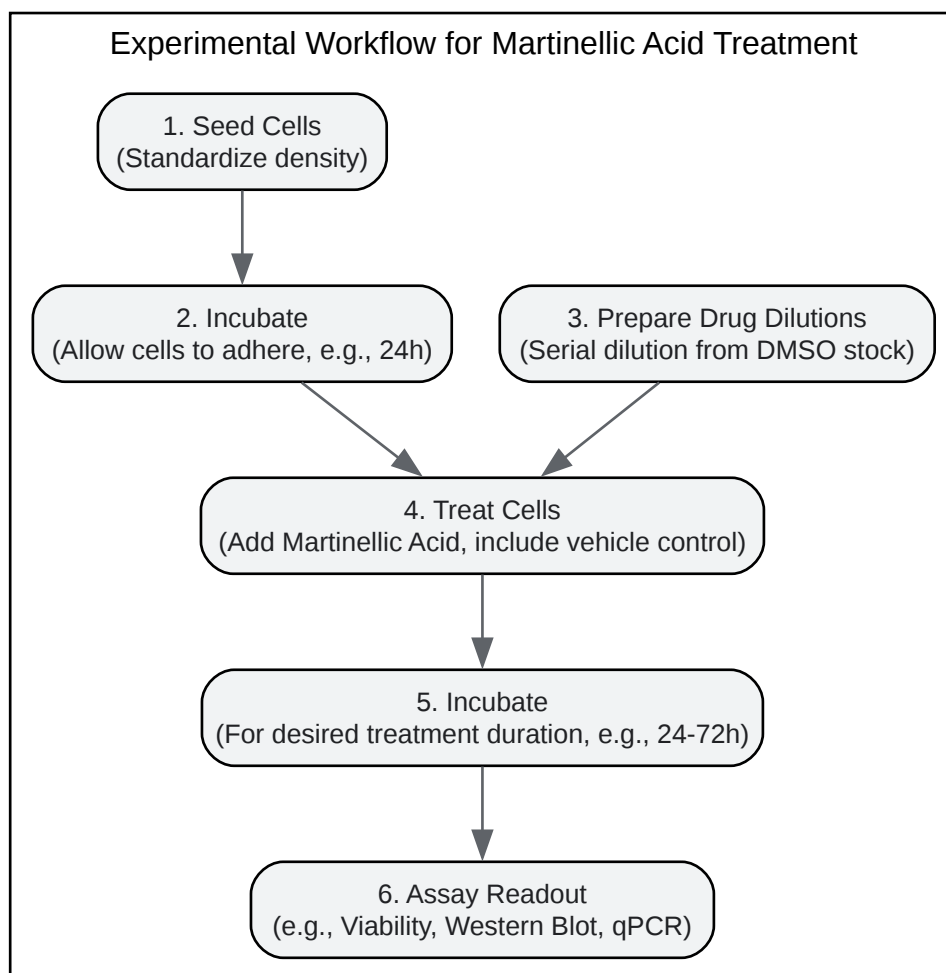 Experimental Workflow for Martinellic Acid Treatment
1. Seed Cells
(Standardize density)
2. Incubate
(Allow cells to adhere, e.g., 24h)
3. Prepare Drug Dilutions
(Serial dilution from DMSO stock)
4. Treat Cells
(Add Martinellic Acid, include vehicle control)
5. Incubate
(For desired treatment duration, e.g., 24-72h)
6. Assay Readout
(e.g., Viability, Western Blot, qPCR)